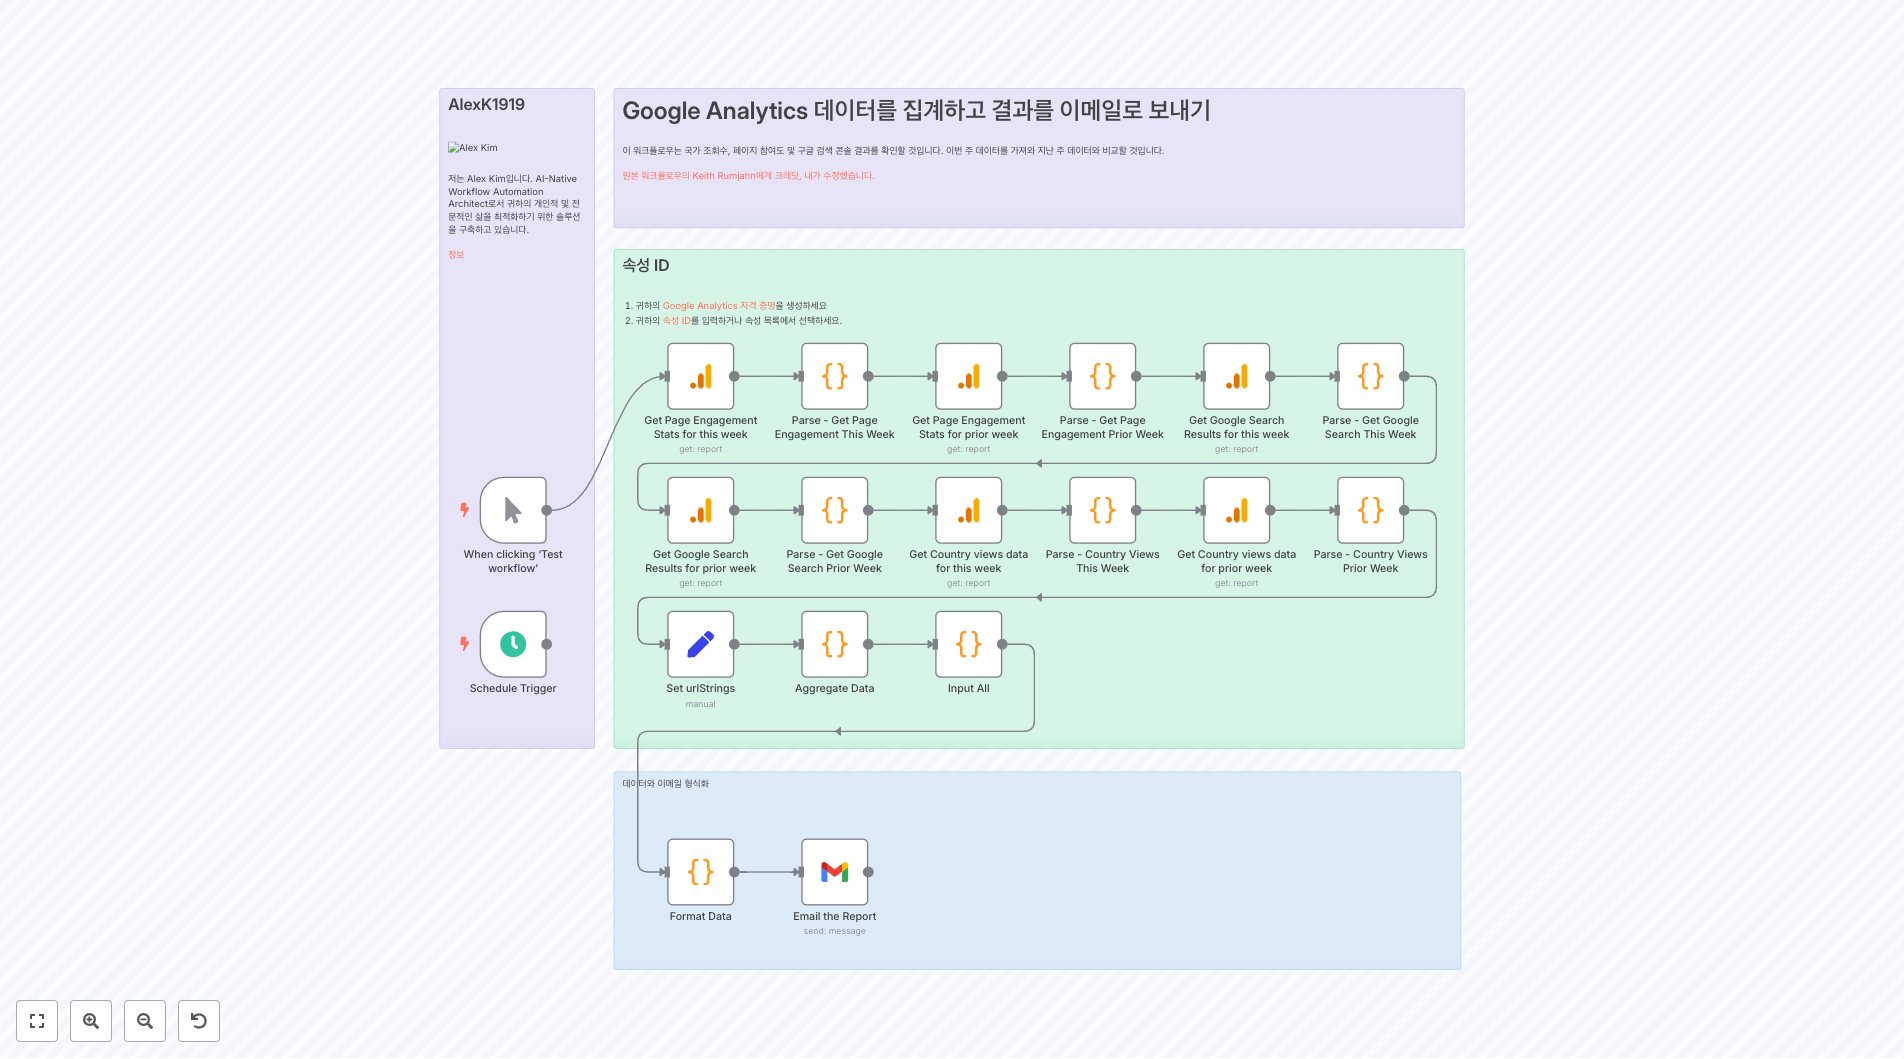 AlexK1919
Alex Kim
저는 Alex Kim입니다. AI-Native
Workflow Automation
Architect로서 귀하의 개인적 및 전
문적인 삶을 최적화하기 위한 솔루션
을 구축하고 있습니다.
정보
Google Analytics 데이터를 집계하고 결과를 이메일로 보내기
이 워크플로우는 국가 조회수, 페이지 참여도 및 구글 검색 콘솔 결과를 확인할 것입니다. 이번 주 데이터를 가져와 지난 주 데이터와 비교할 것입니다.
원본 워크플로우의 Keith Rumjahn에게 크레딧, 내가 수정했습니다.
속성 ID
1. 귀하의 Google Analytics 자격 증명을 생성하세요
2. 귀하의 속성 ID를 입력하거나 속성 목록에서 선택하세요.
Get Page Engagement
Stats for this week
get: report
Parse - Get Page
Engagement This Week
Get Page Engagement
Stats for prior week
get: report
Parse - Get Page
Engagement Prior Week
Get Google Search
Results for this week
get: report
Parse - Get Google
Search This Week
When clicking ‘Test
workflow’
Get Google Search
Results for prior week
get: report
Parse - Get Google
Search Prior Week
Get Country views data
for this week
get: report
Parse - Country Views
This Week
Get Country views data
for prior week
get: report
Parse - Country Views
Prior Week
Schedule Trigger
Set urlStrings
manual
Aggregate Data
Input All
데이터와 이메일 형식화
Format Data
Email the Report
send: message